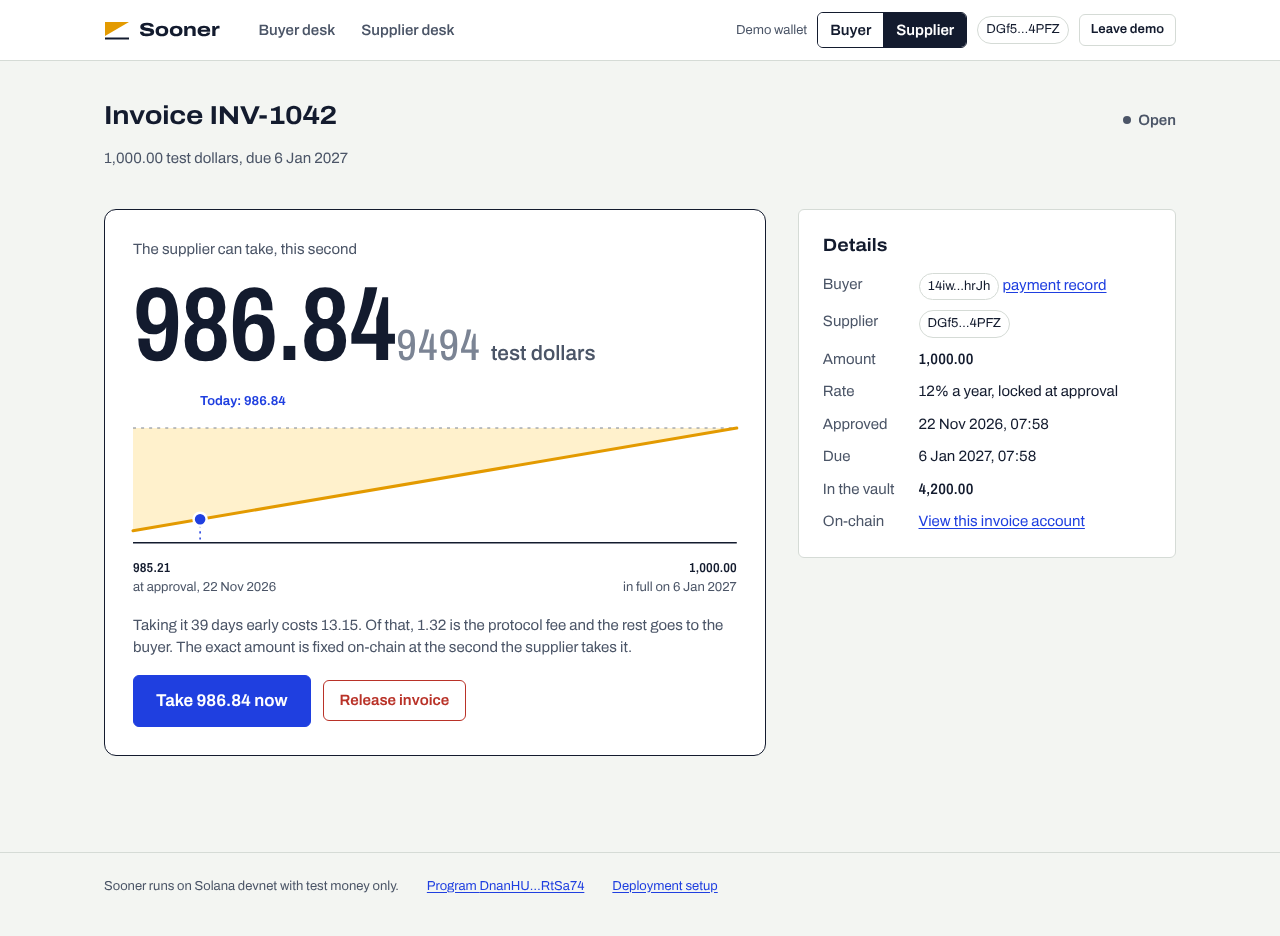 Sooner
Buyer desk
Supplier desk
Demo wallet
Buyer
Supplier
DGf5...4PFZ
Leave demo
Invoice INV-1042
Open
1,000.00 test dollars, due 6 Jan 2027
The supplier can take, this second
986.849494 test dollars
Today: 986.84
985.21
1,000.00
at approval, 22 Nov 2026
in full on 6 Jan 2027
Taking it 39 days early costs 13.15. Of that, 1.32 is the protocol fee and the rest goes to the
buyer. The exact amount is fixed on-chain at the second the supplier takes it.
Take 986.84 now
Release invoice
Details
Buyer 14iw...hrJh payment record
Supplier DGf5...4PFZ
Amount 1,000.00
Rate 12% a year, locked at approval
Approved 22 Nov 2026, 07:58
Due 6 Jan 2027, 07:58
In the vault 4,200.00
On-chain View this invoice account
Sooner runs on Solana devnet with test money only.
Program DnanHU...RtSa74
Deployment setup